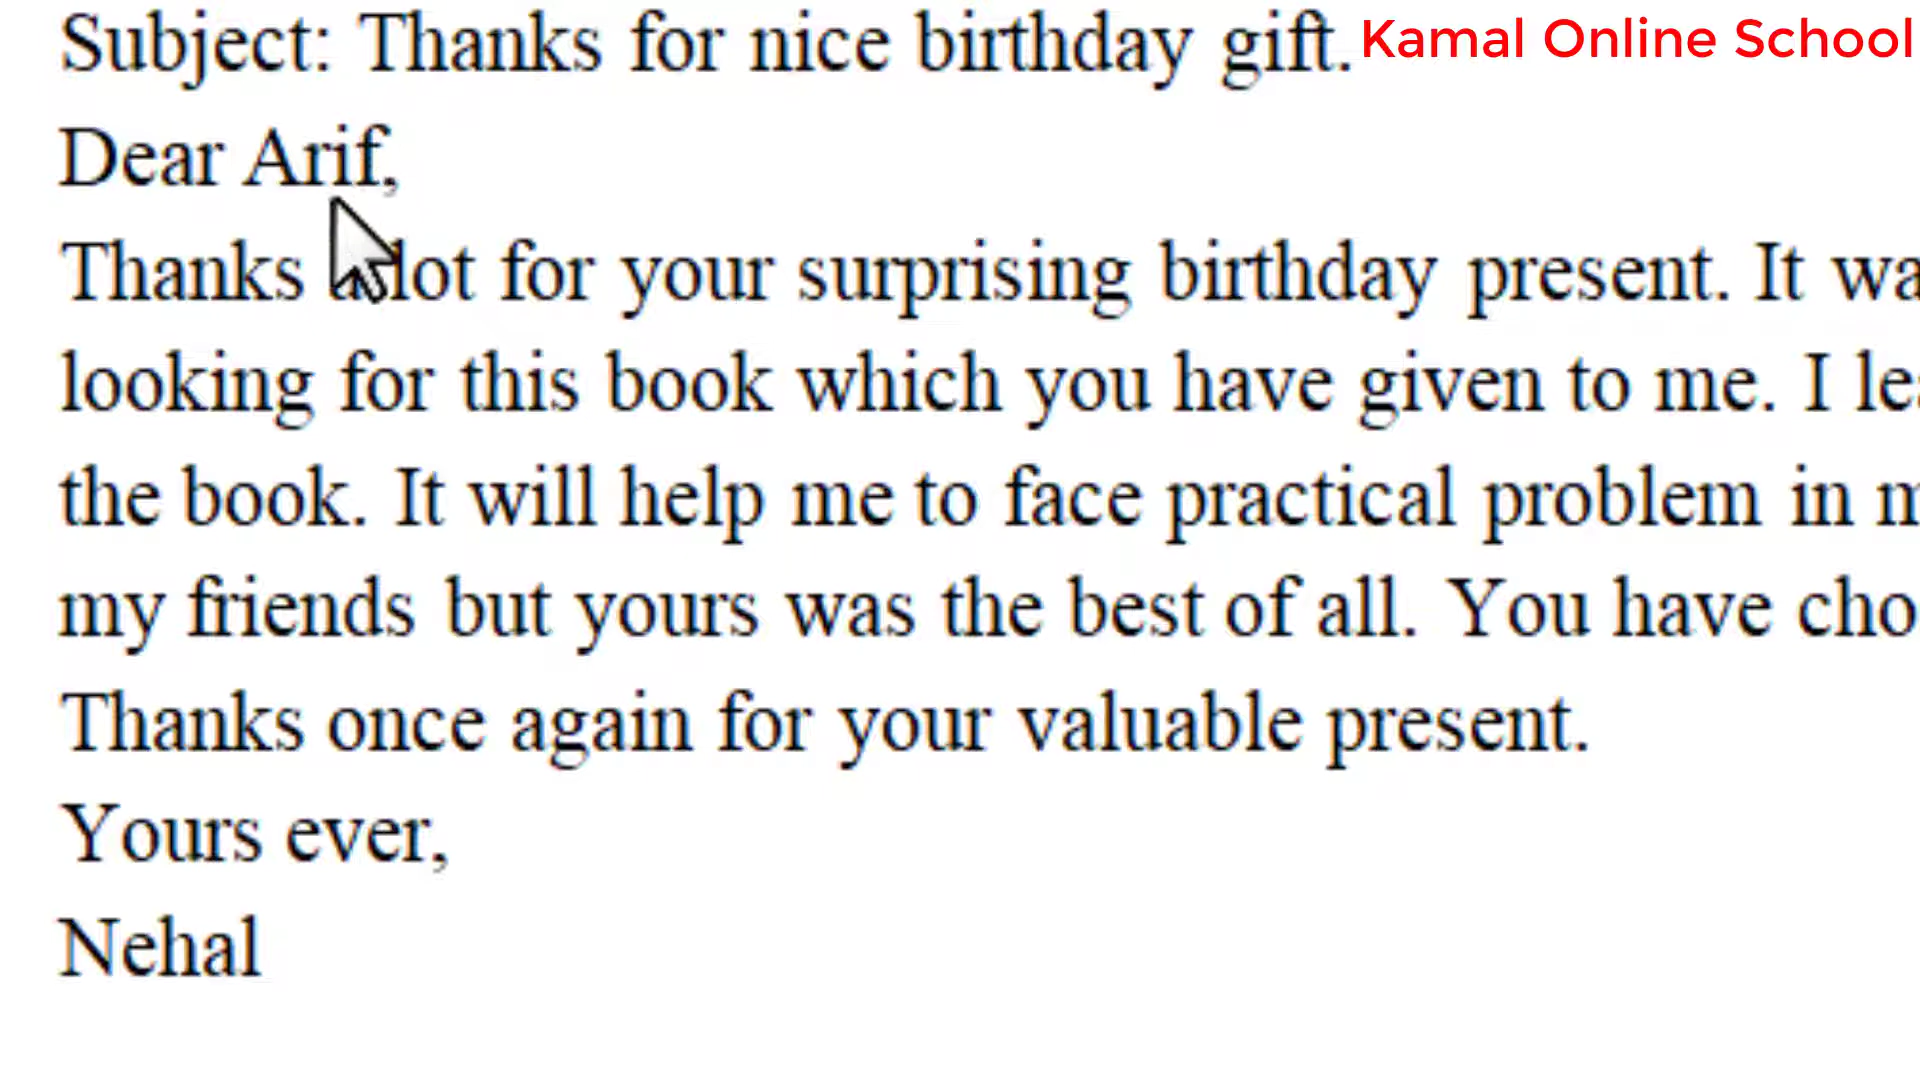 Subject: Thanks for nice birthday gift.
Kamal Online School
Dear Arif,
Thanks a lot for your surprising birthday present. It
looking for this book which you have given to me. I
the book. It will help me to face practical problem in
my friends but yours was the best of all. You have
Thanks once again for your valuable present.
Yours ever,
Nehal